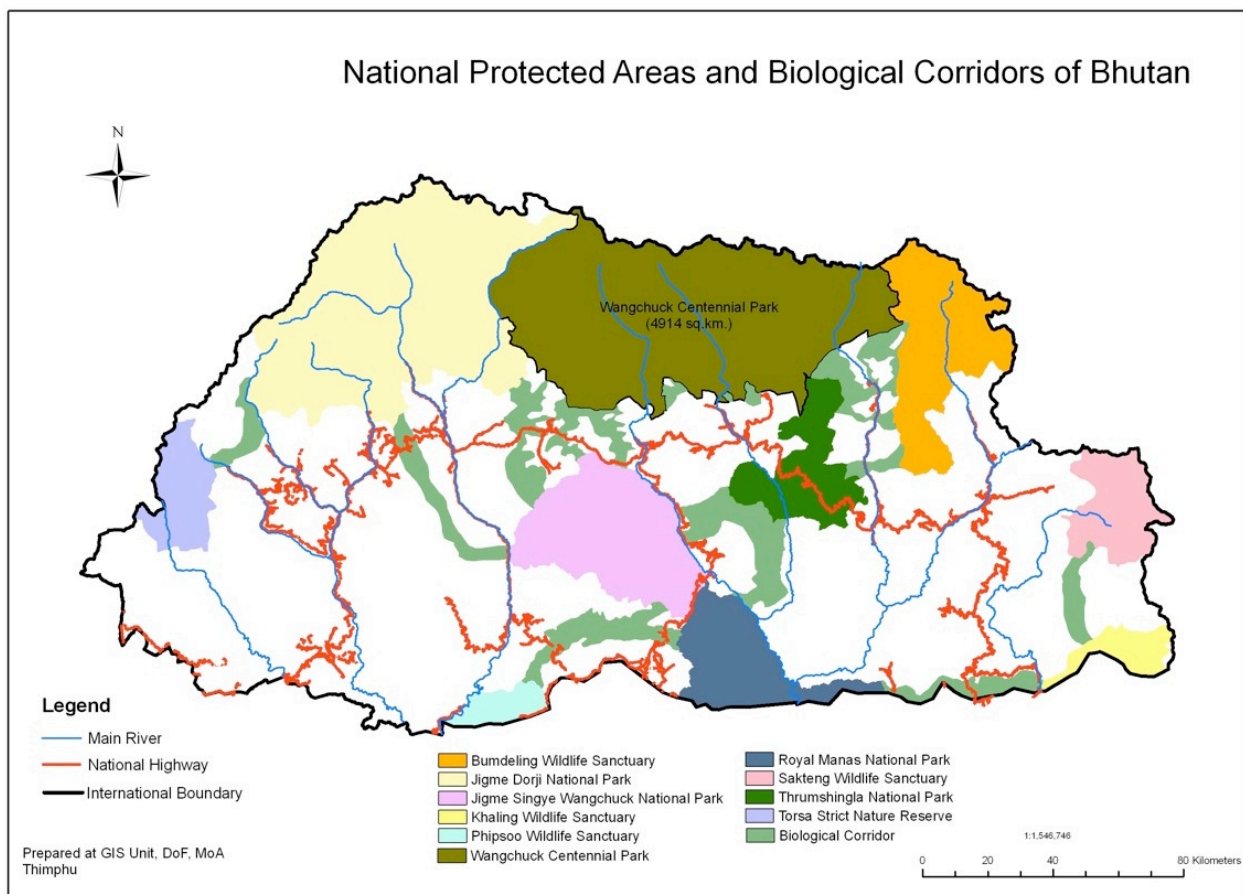 National Protected Areas and Biological Corridors of Bhutan
N
Wangchuck Centennial Park
(4914 sq.km.)
Legend
Main River
National Highway
International Boundary
Bumdeling Wildlife Sanctuary
Jigme Dorji National Park
Jigme Singye Wangchuck National Park
Khaling Wildlife Sanctuary
Phipsoo Wildlife Sanctuary
Wangchuck Centennial Park
Royal Manas National Park
Sakteng Wildlife Sanctuary
Thrumshingla National Park
Torsa Strict Nature Reserve
Biological Corridor
1:1,546,746
0 20 40 80 Kilometers
Prepared at GIS Unit, DoF, MoA
Thimphu